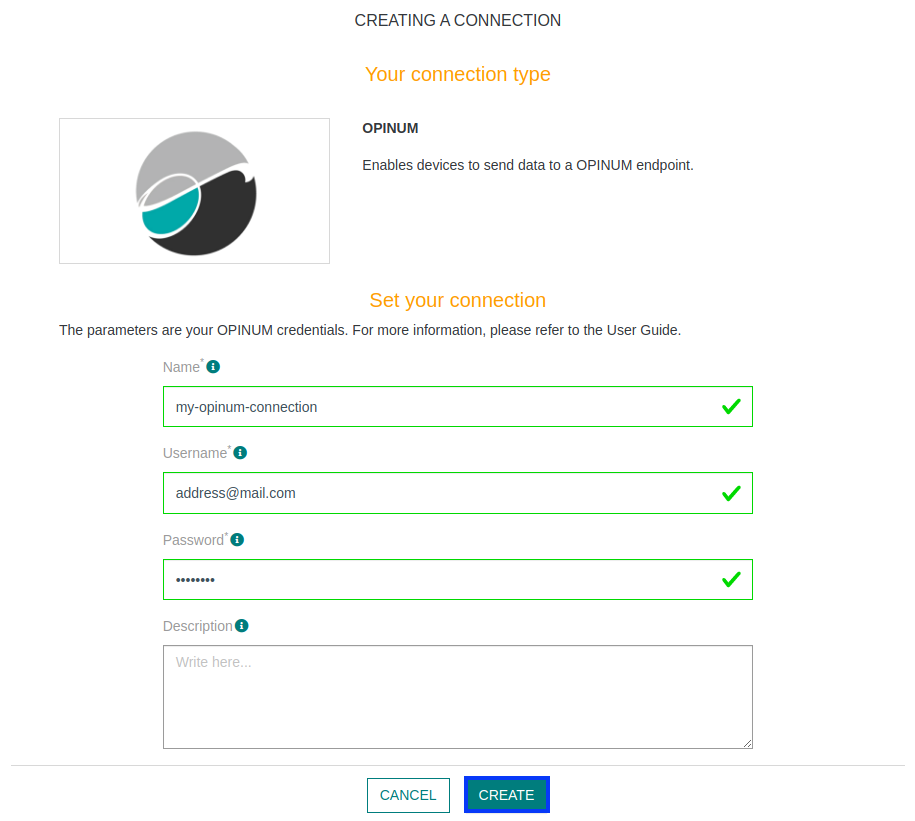 CREATING A CONNECTION
Your connection type
OPINUM
Enables devices to send data to a OPINUM endpoint.
Set your connection
The parameters are your OPINUM credentials. For more information, please refer to the User Guide.
Name*
my-opinum-connection
Username*
address@mail.com
Password*
••••••••
Description
Write here...
CANCEL CREATE